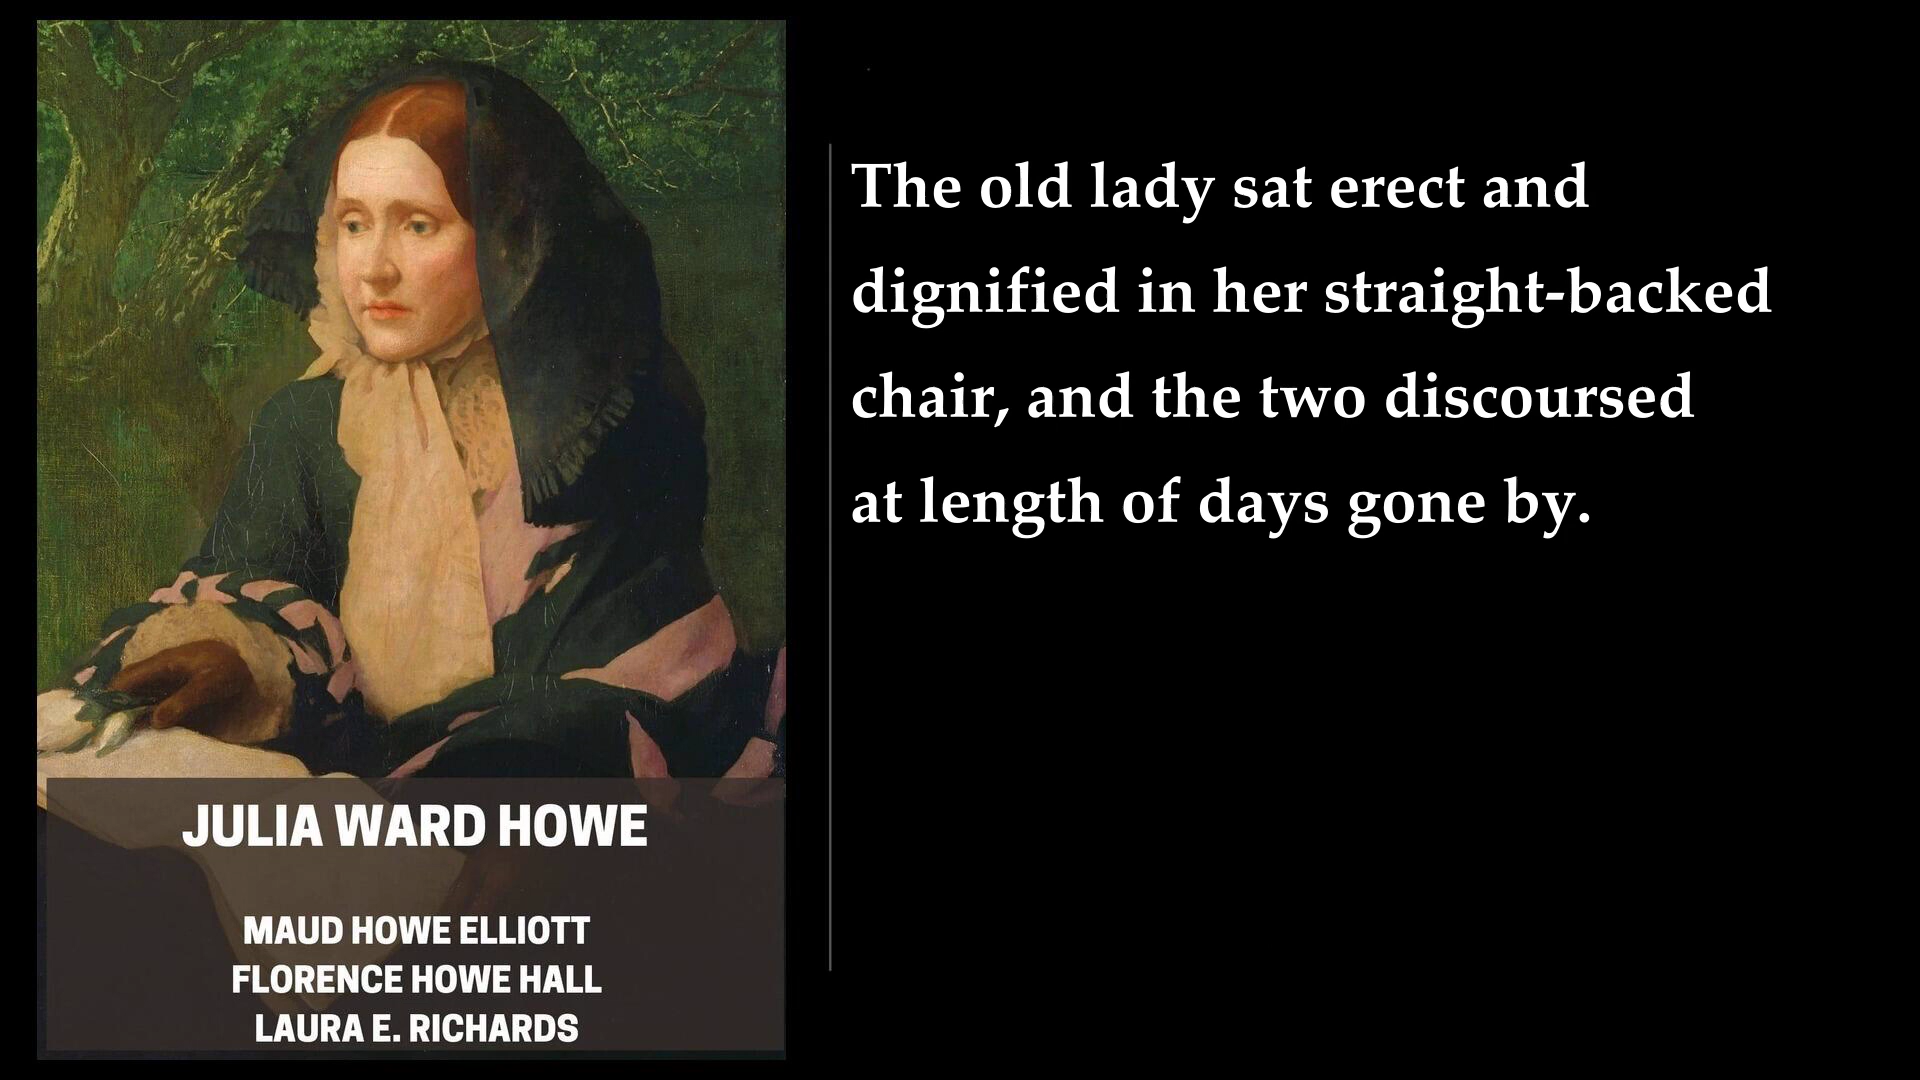 The old lady sat erect and
dignified in her straight-backed
chair, and the two discoursed
at length of days gone by.
JULIA WARD HOWE
MAUD HOWE ELLIOTT
FLORENCE HOWE HALL
LAURA E. RICHARDS